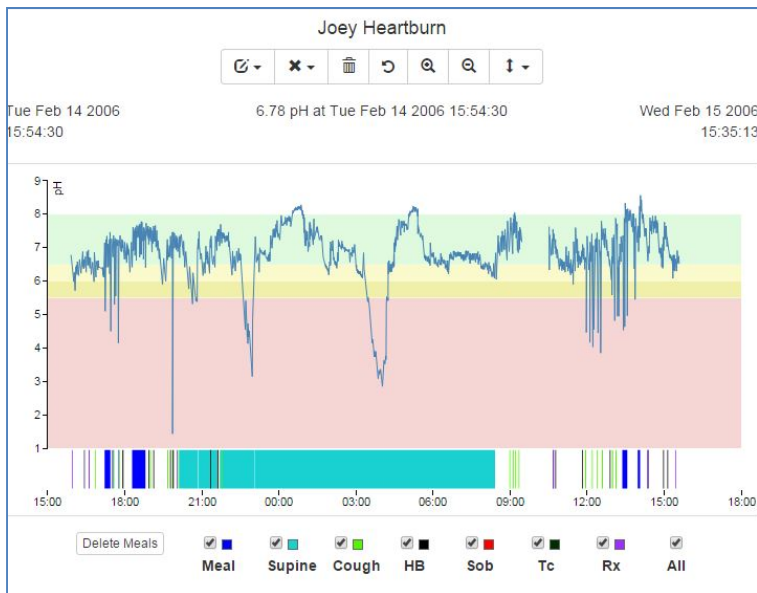 Joey Heartburn
Tue Feb 14 2006
15:54:30
6.78 pH at Tue Feb 14 2006 15:54:30
Wed Feb 15 2006
15:35:13
pH
9
8
7
6
5
4
3
2
1
15:00 18:00 21:00 00:00 03:00 06:00 09:00 12:00 15:00 18:00
Delete Meals
Meal Supine Cough HB Sob Tc Rx All